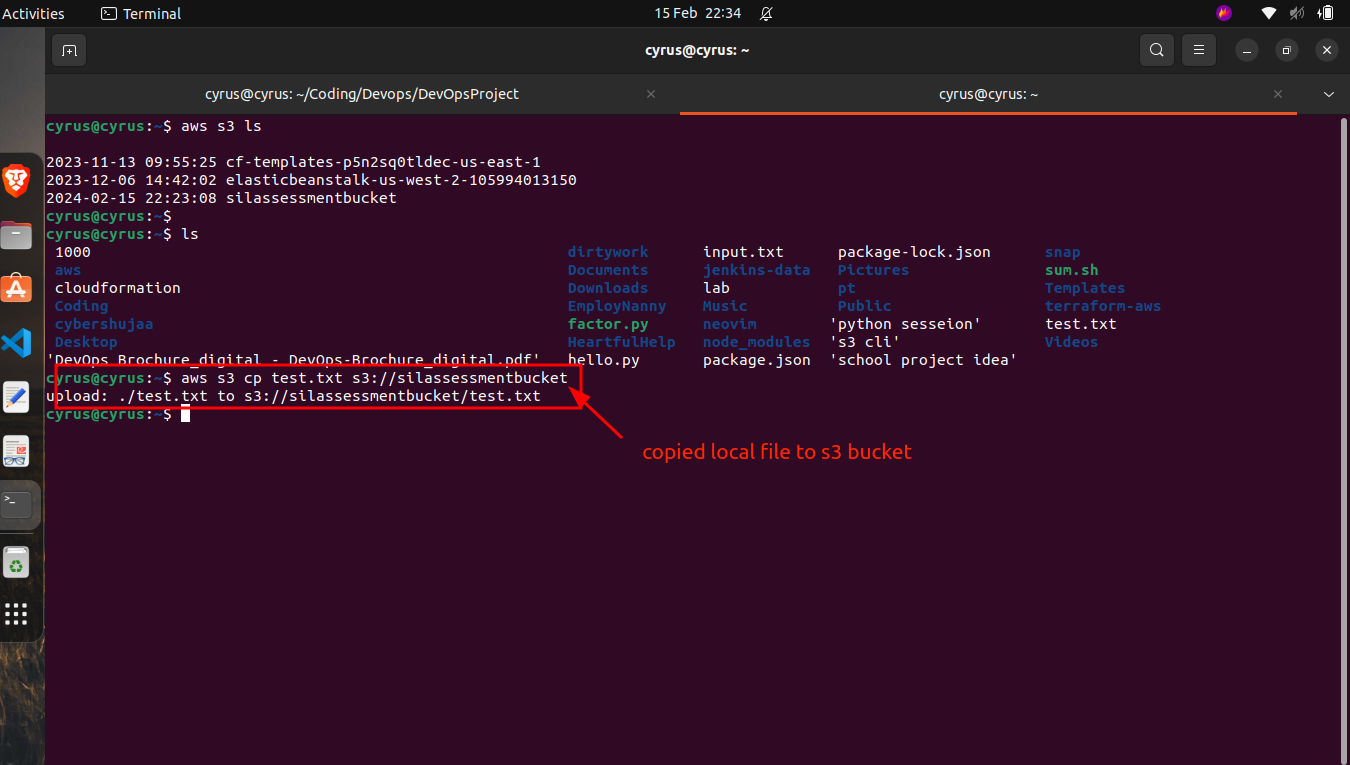 Activities Terminal 15 Feb 22:34
cyrus@cyrus: ~
cyrus@cyrus: ~/Coding/Devops/DevOpsProject cyrus@cyrus: ~
cyrus@cyrus:~$ aws s3 ls
2023-11-13 09:55:25 cf-templates-p5n2sq0tldec-us-east-1
2023-12-06 14:42:02 elasticbeanstalk-us-west-2-105994013150
2024-02-15 22:23:08 silassessmentbucket
cyrus@cyrus:~$
cyrus@cyrus:~$ ls
1000 dirtywork input.txt package-lock.json snap
aws Documents jenkins-data Pictures sum.sh
cloudformation Downloads lab pt Templates
Coding EmployNanny Music Public terraform-aws
cybershujaa factor.py neovim 'python sesseion' test.txt
Desktop HeartfulHelp node_modules 's3 cli' Videos
'DevOps Brochure_digital - DevOps-Brochure_digital.pdf' hello.py package.json 'school project idea'
cyrus@cyrus:~$ aws s3 cp test.txt s3://silassessmentbucket
upload: ./test.txt to s3://silassessmentbucket/test.txt
cyrus@cyrus:~$
copied local file to s3 bucket